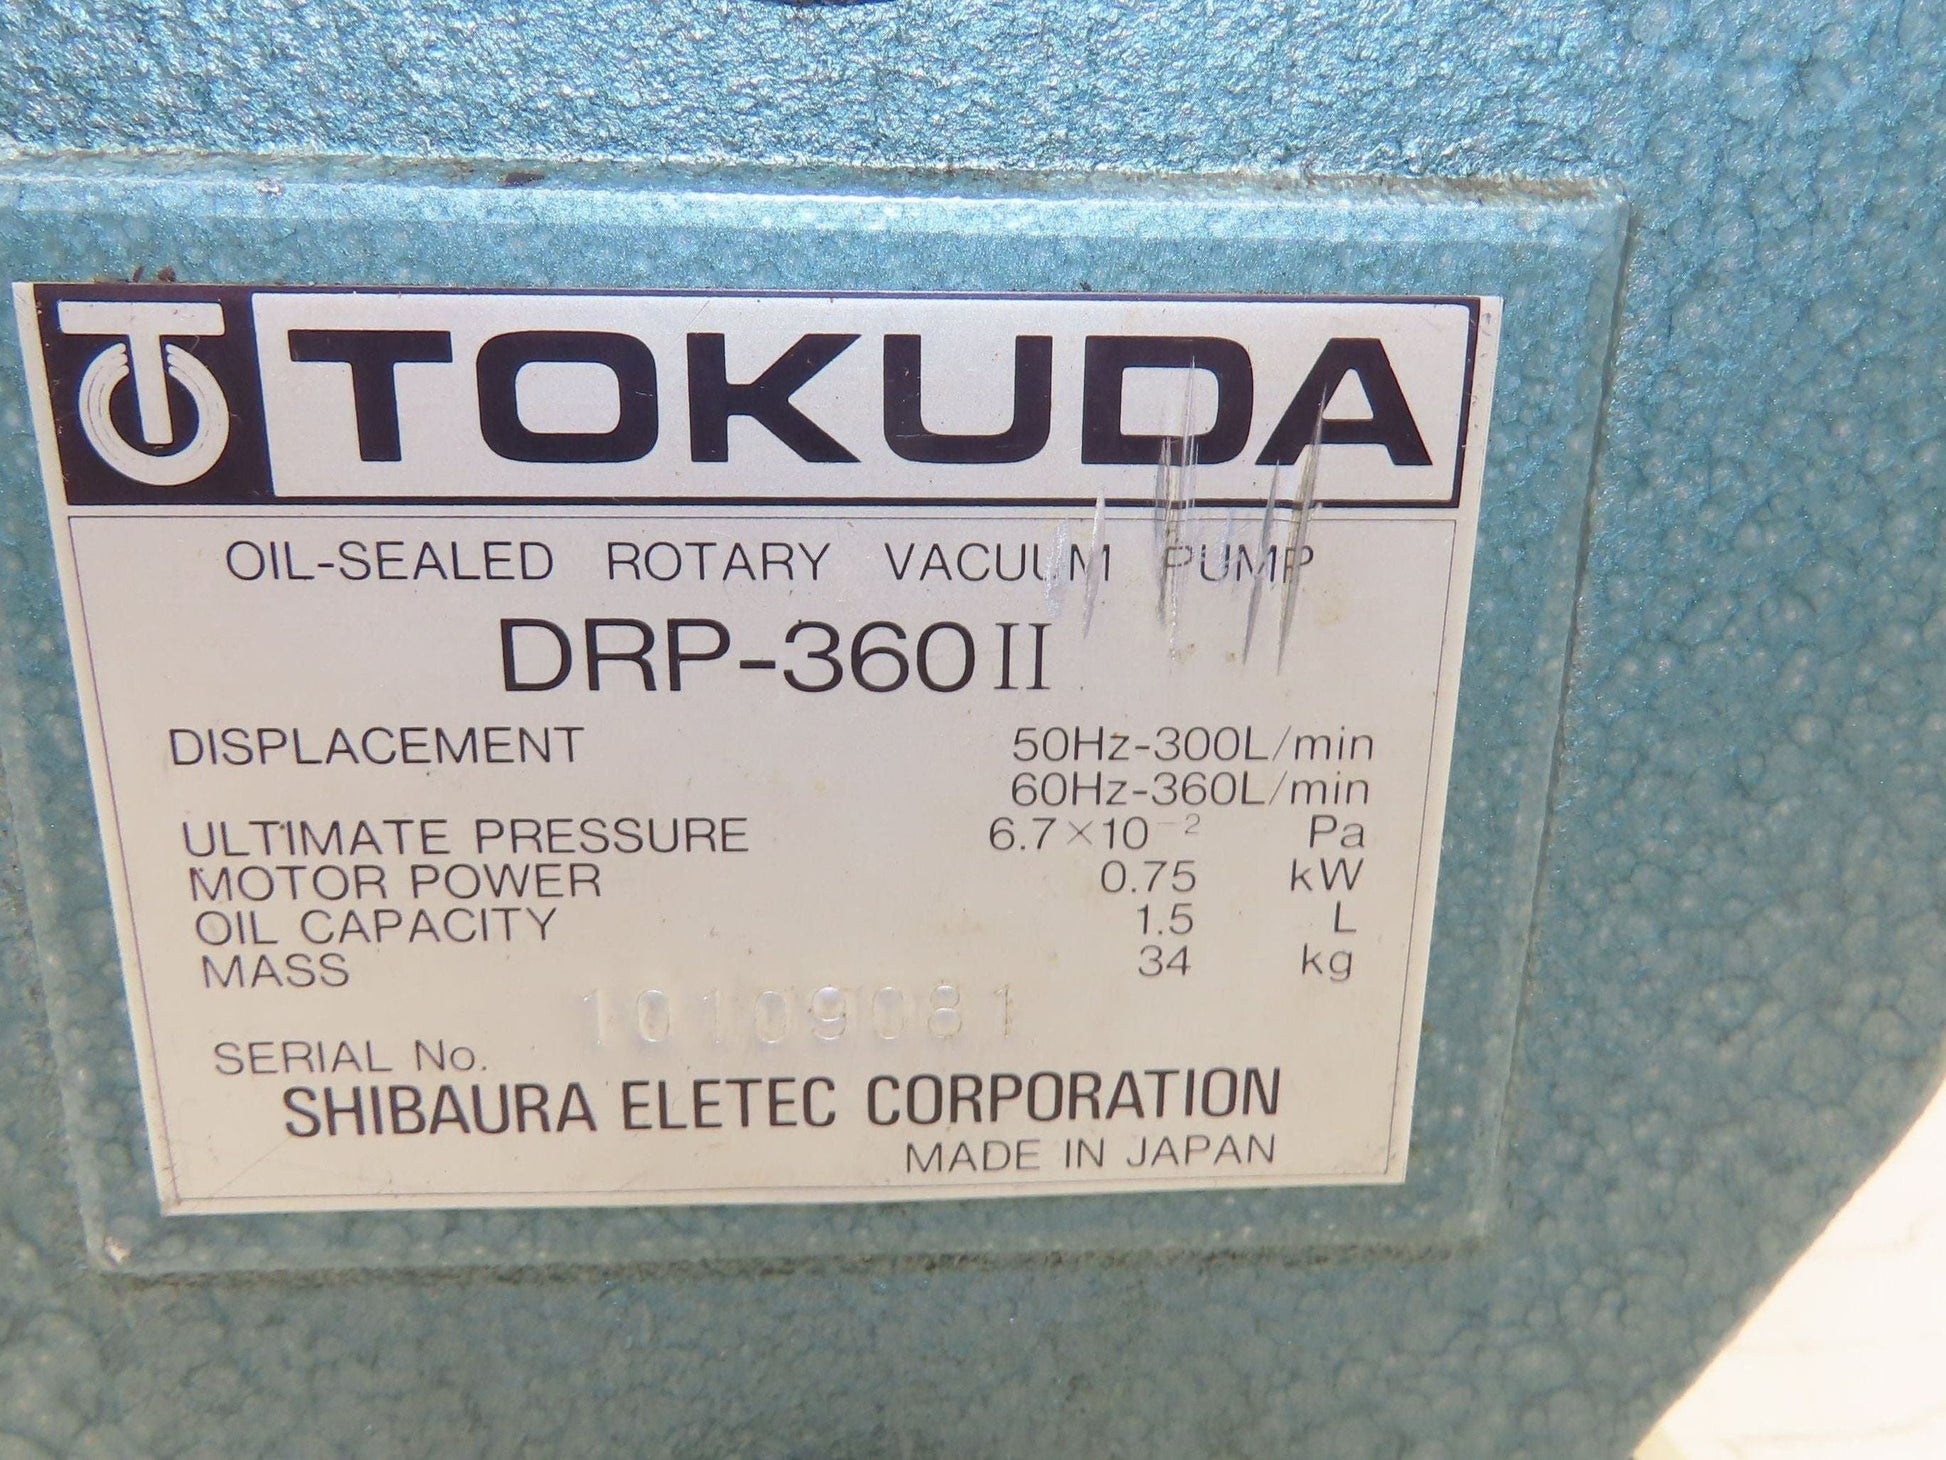 TOKUDA
OIL-SEALED ROTARY VACUUM PUMP
DRP-360II
DISPLACEMENT 50Hz-300L/min
60Hz-360L/min
ULTIMATE PRESSURE 6.7×10⁻² Pa
MOTOR POWER 0.75 kW
OIL CAPACITY 1.5 L
MASS 34 kg
SERIAL No. 10109081
SHIBAURA ELETEC CORPORATION
MADE IN JAPAN